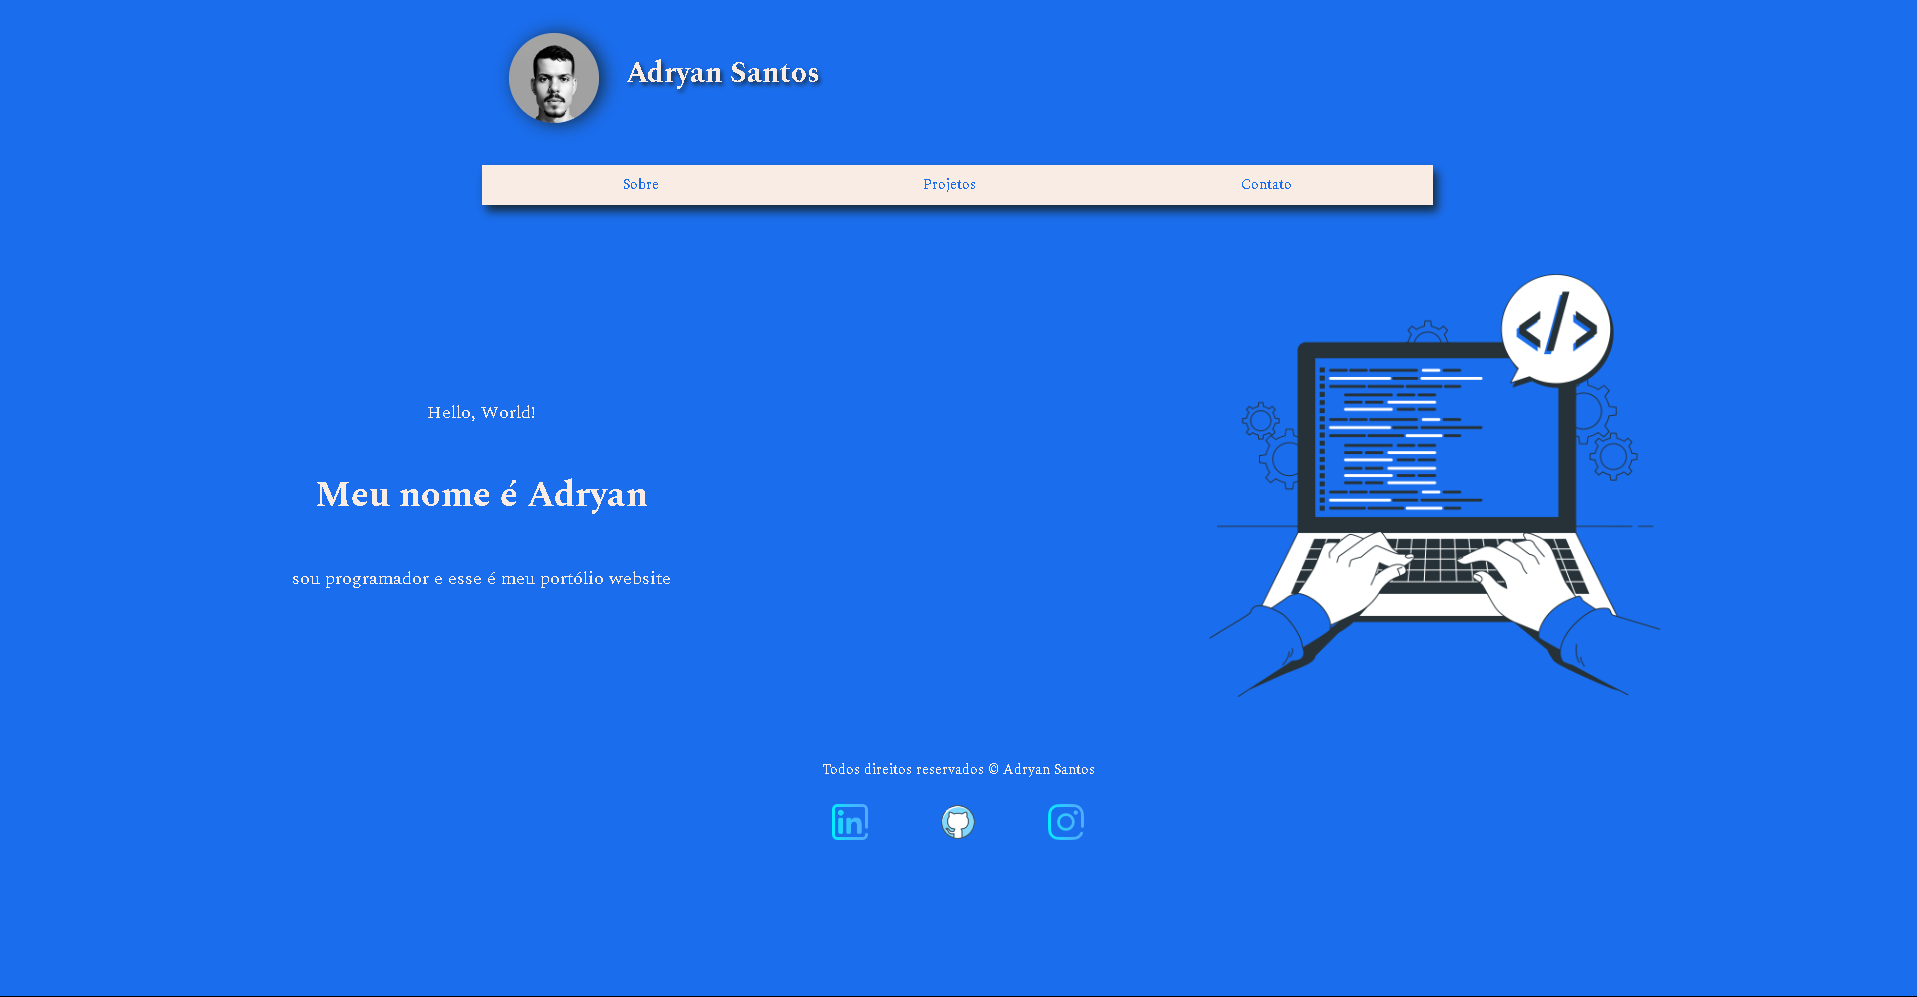 Adryan Santos
Sobre Projetos Contato
</>
Hello, World!
Meu nome é Adryan
sou programador e esse é meu portólio website
Todos direitos reservados © Adryan Santos
in